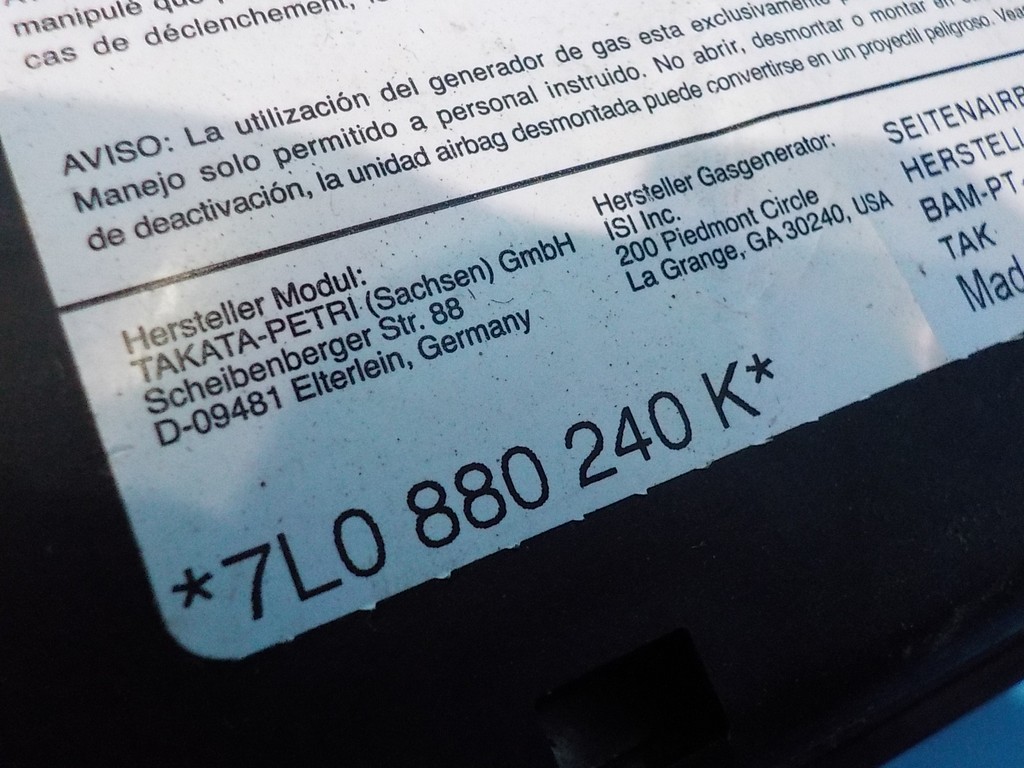 manipulé que
cas de déclenchement,
AVISO: La utilización del generador de gas esta exclusivamente
Manejo solo permitido a personal instruido. No abrir, desmontar o montar en
de deactivación, la unidad airbag desmontada puede convertirse en un proyectil peligroso.
Hersteller Modul:
TAKATA-PETRI (Sachsen) GmbH
Scheibenberger Str. 88
D-09481 Elterlein, Germany
Hersteller Gasgenerator:
ISI Inc.
200 Piedmont Circle
La Grange, GA 30240, USA
SEITENAIRB
HERSTELL
BAM-PT
TAK
Mad
*7L0 880 240 K*